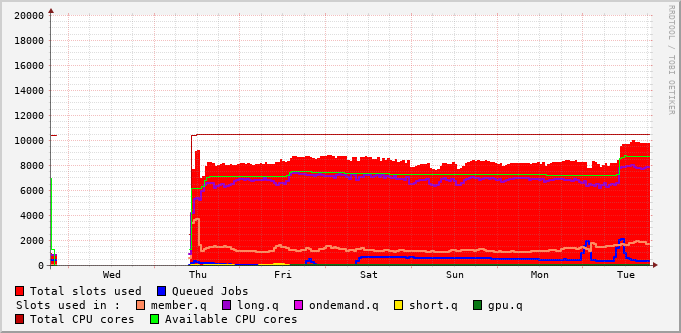 RRDTOOL / TOBI OETIKER
20000
18000
16000
14000
12000
10000
8000
6000
4000
2000
0
Wed Thu Fri Sat Sun Mon Tue
Total slots used Queued Jobs
Slots used in : member.q long.q ondemand.q short.q gpu.q
Total CPU cores Available CPU cores